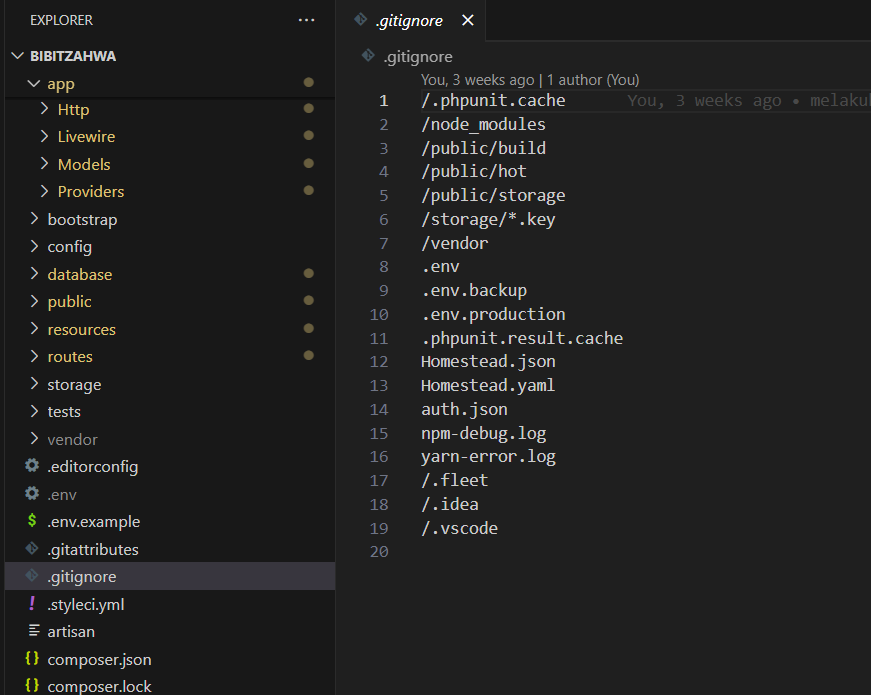 EXPLORER
BIBITZAHWA
app
Http
Livewire
Models
Providers
bootstrap
config
database
public
resources
routes
storage
tests
vendor
.editorconfig
.env
.env.example
.gitattributes
.gitignore
.styleci.yml
artisan
composer.json
composer.lock
.gitignore
.gitignore
You, 3 weeks ago | 1 author (You)
1 /.phpunit.cache You, 3 weeks ago • melakuk
2 /node_modules
3 /public/build
4 /public/hot
5 /public/storage
6 /storage/*.key
7 /vendor
8 .env
9 .env.backup
10 .env.production
11 .phpunit.result.cache
12 Homestead.json
13 Homestead.yaml
14 auth.json
15 npm-debug.log
16 yarn-error.log
17 /.fleet
18 /.idea
19 /.vscode
20